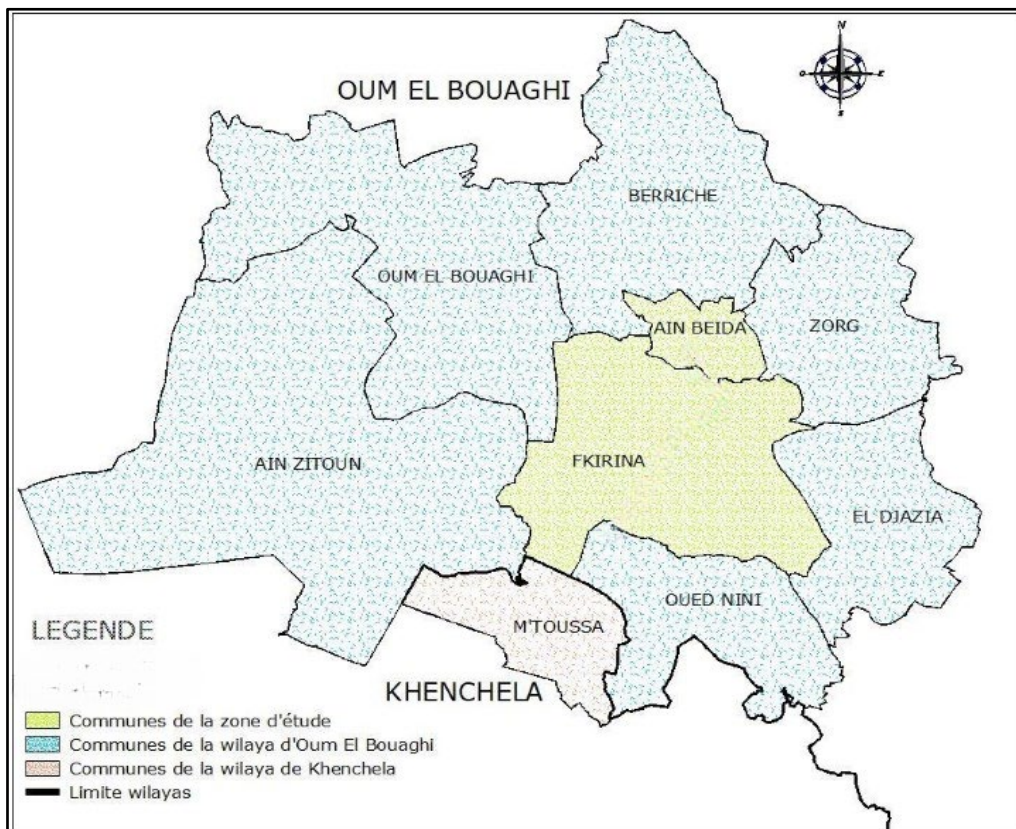 N
O E
S
OUM EL BOUAGHI
BERRICHE
OUM EL BOUAGHI
AIN BEIDA
ZORG
AIN ZITOUN
FKIRINA
EL DJAZIA
OUED NINI
M'TOUSSA
KHENCHELA
LEGENDE
Communes de la zone d'étude
Communes de la wilaya d'Oum El Bouaghi
Communes de la wilaya de Khenchela
Limite wilayas